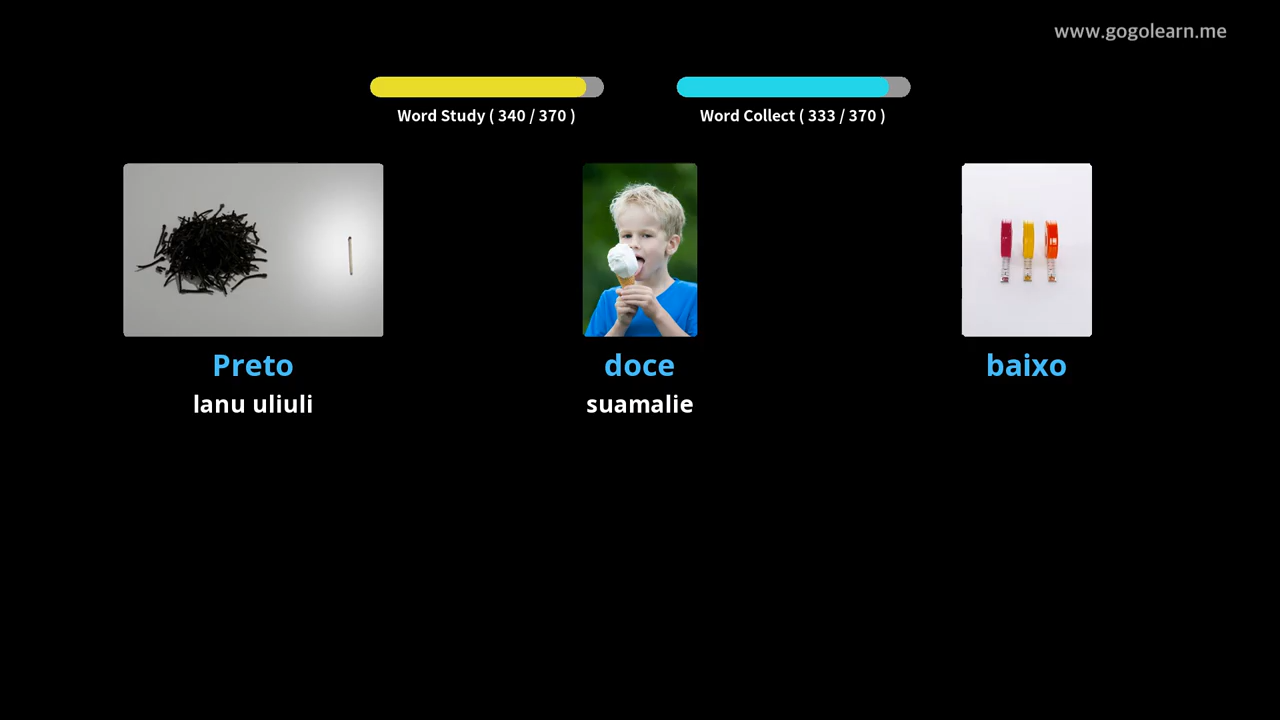 www.gogolearn.me
Word Study ( 340 / 370 )
Word Collect ( 333 / 370 )
Preto
lanu uliuli
doce
suamalie
baixo